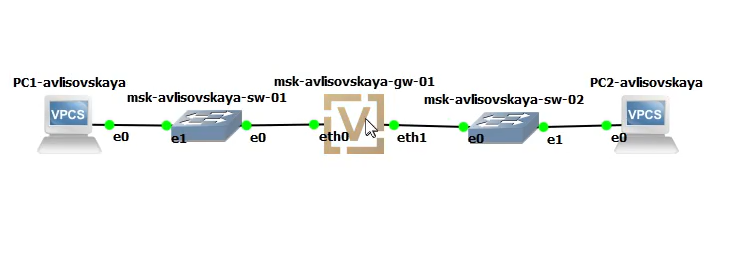 PC1-avlisovskaya
msk-avlisovskaya-sw-01
msk-avlisovskaya-gw-01
msk-avlisovskaya-sw-02
PC2-avlisovskaya
VPCS
V
VPCS
e0
e1
e0
eth0
eth1
e0
e1
e0